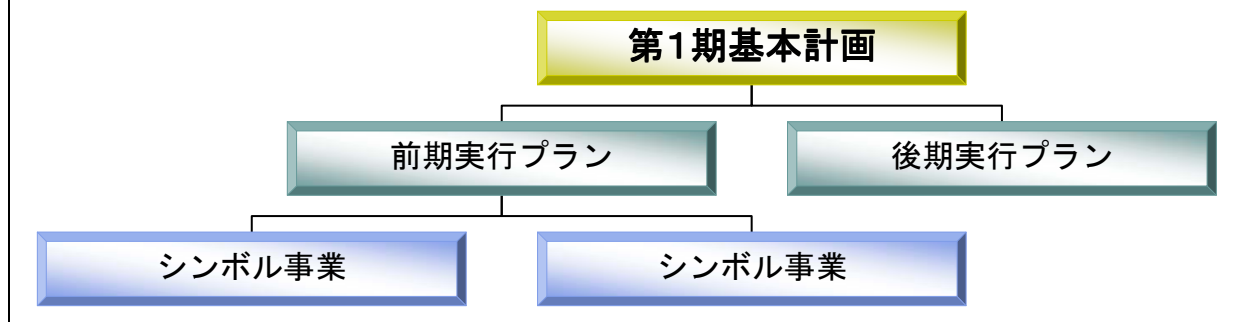 第1期基本計画
前期実行プラン
後期実行プラン
シンボル事業
シンボル事業